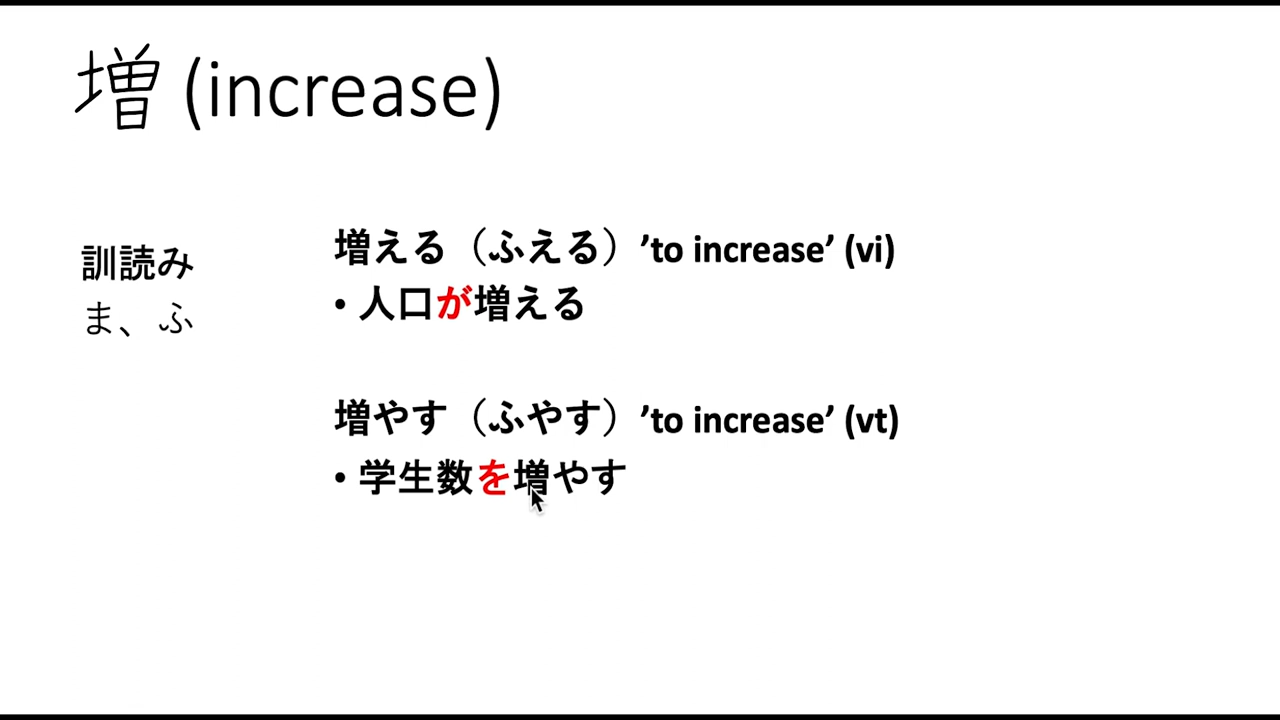 増 (increase)
訓読み
ま、ふ
増える（ふえる）’to increase’ (vi)
• 人口が増える
増やす（ふやす）’to increase’ (vt)
• 学生数を増やす